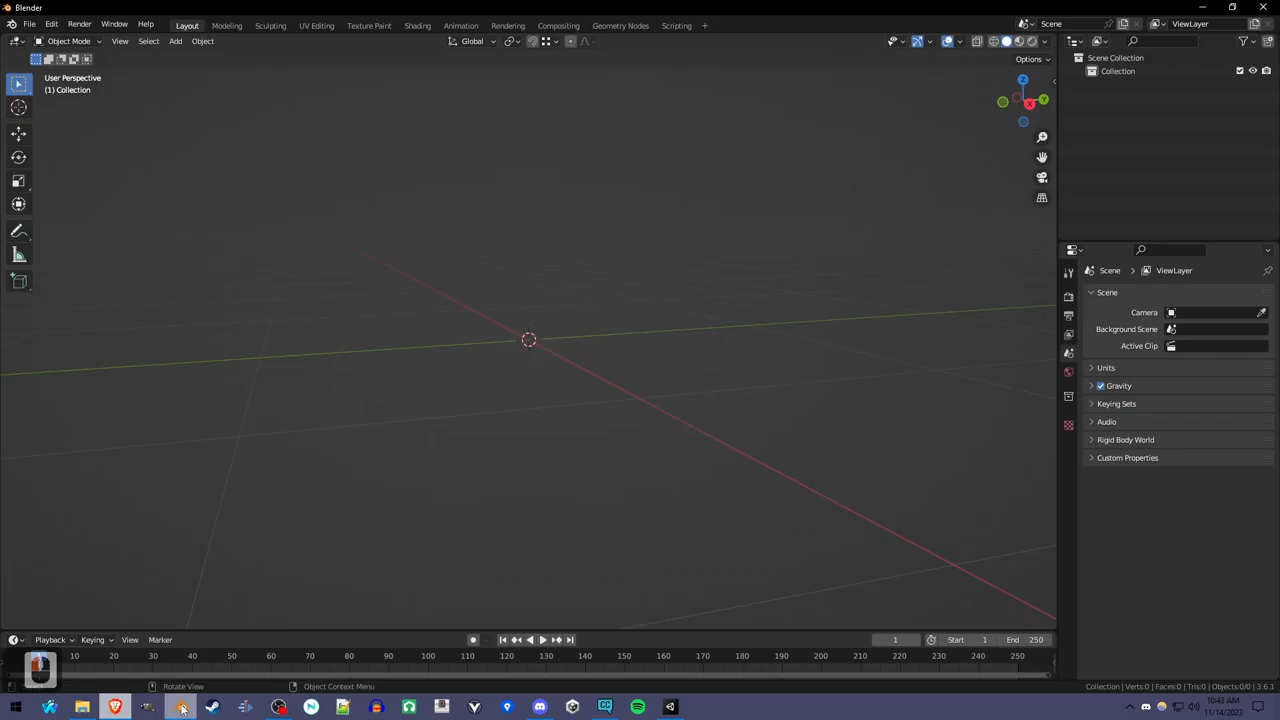 Blender
File Edit Render Window Help Layout Modeling Sculpting UV Editing Texture Paint Shading Animation Rendering Compositing Geometry Nodes Scripting + Scene ViewLayer
Object Mode View Select Add Object Global
Options
User Perspective
(1) Collection
Z
Y
X
Scene Collection
Collection
Scene ViewLayer
Scene
Camera
Background Scene
Active Clip
Units
Gravity
Keying Sets
Audio
Rigid Body World
Custom Properties
Playback Keying View Marker 1 Start 1 End 250
10 20 30 40 50 60 70 80 90 100 110 120 130 140 150 160 170 180 190 200 210 220 230 240 250
Rotate View Object Context Menu Collection | Verts:0 | Faces:0 | Tris:0 | Objects:0/0 | 3.6.1
10:43 AM
11/14/2023